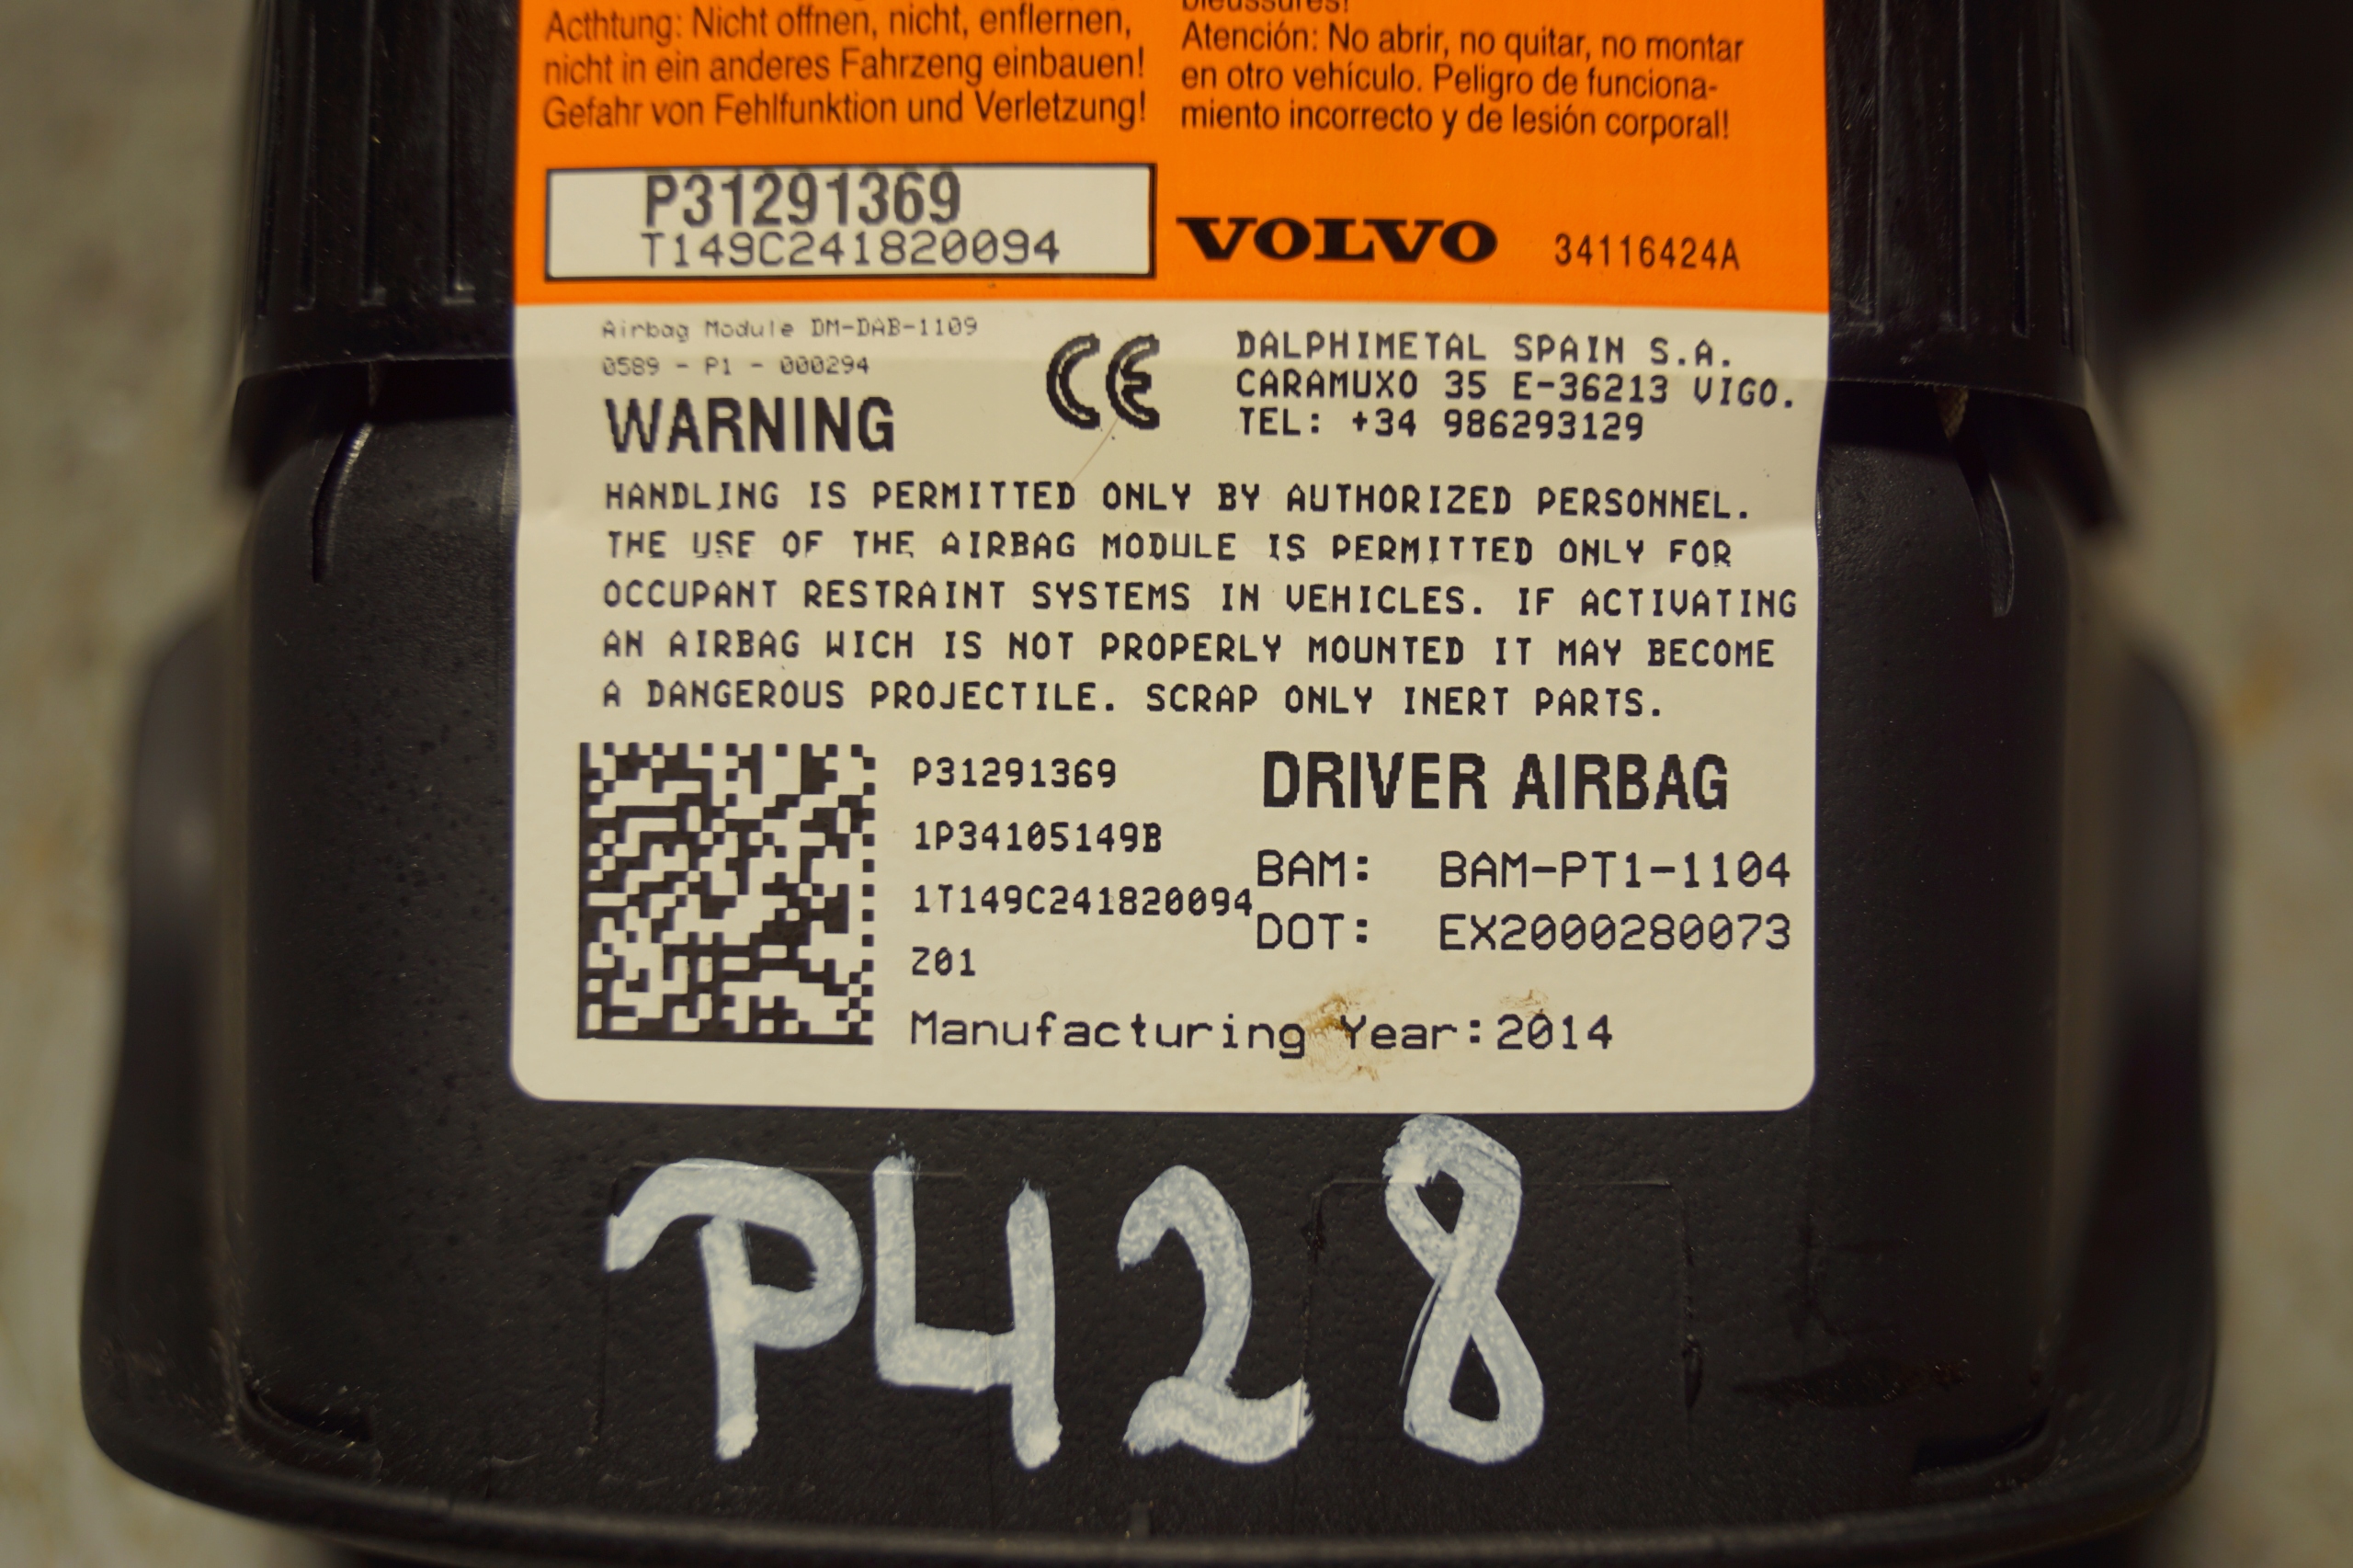 Acthtung: Nicht offnen, nicht, enflernen,
nicht in ein anderes Fahrzeng einbauen!
Gefahr von Fehlfunktion und Verletzung!
blessures!
Atención: No abrir, no quitar, no montar
en otro vehículo. Peligro de funciona-
miento incorrecto y de lesión corporal!
P31291369
T149C241820094
VOLVO 34116424A
Airbag Module DM-DAB-1109
0589 - P1 - 000294
CE
DALPHIMETAL SPAIN S.A.
CARAMUXO 35 E-36213 VIGO.
TEL: +34 986293129
WARNING
HANDLING IS PERMITTED ONLY BY AUTHORIZED PERSONNEL.
THE USE OF THE AIRBAG MODULE IS PERMITTED ONLY FOR
OCCUPANT RESTRAINT SYSTEMS IN VEHICLES. IF ACTIVATING
AN AIRBAG WICH IS NOT PROPERLY MOUNTED IT MAY BECOME
A DANGEROUS PROJECTILE. SCRAP ONLY INERT PARTS.
P31291369
1P34105149B
1T149C241820094
Z01
DRIVER AIRBAG
BAM: BAM-PT1-1104
DOT: EX2000280073
Manufacturing Year:2014
P428